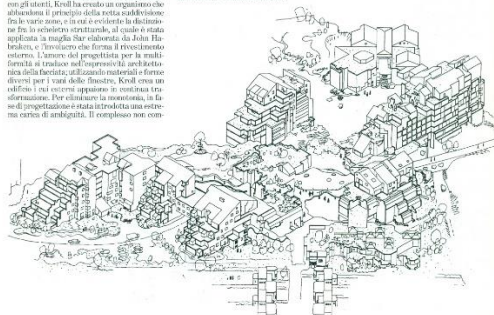 con gli utenti, Kroll ha creato un organismo che
abbandona il principio della netta suddivisione
fra le varie zone, e in cui è evidente la distinzio-
ne fra lo scheletro strutturale, al quale è stata
applicata la maglia Sar elaborata da John Ha-
braken, e l'involucro che forma il rivestimento
esterno. L'amore del progettista per la multi-
formità si traduce nell'espressività architetto-
nica della facciata; utilizzando materiali e forme
diversi per i vani delle finestre, Kroll crea un
edificio i cui esterni appaiono in continua tra-
sformazione. Per eliminare la monotonia, in fa-
se di progettazione è stata introdotta una estre-
ma carica di ambiguità. Il complesso non com-